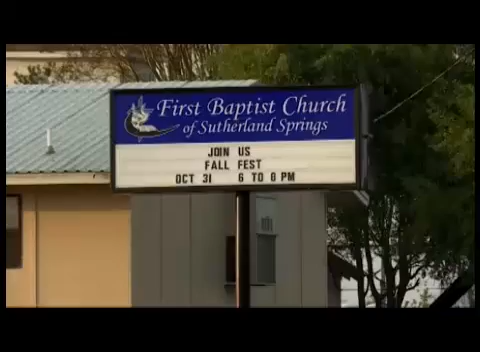 First Baptist Church
of Sutherland Springs
JOIN US
FALL FEST
OCT 31 6 TO 8 PM